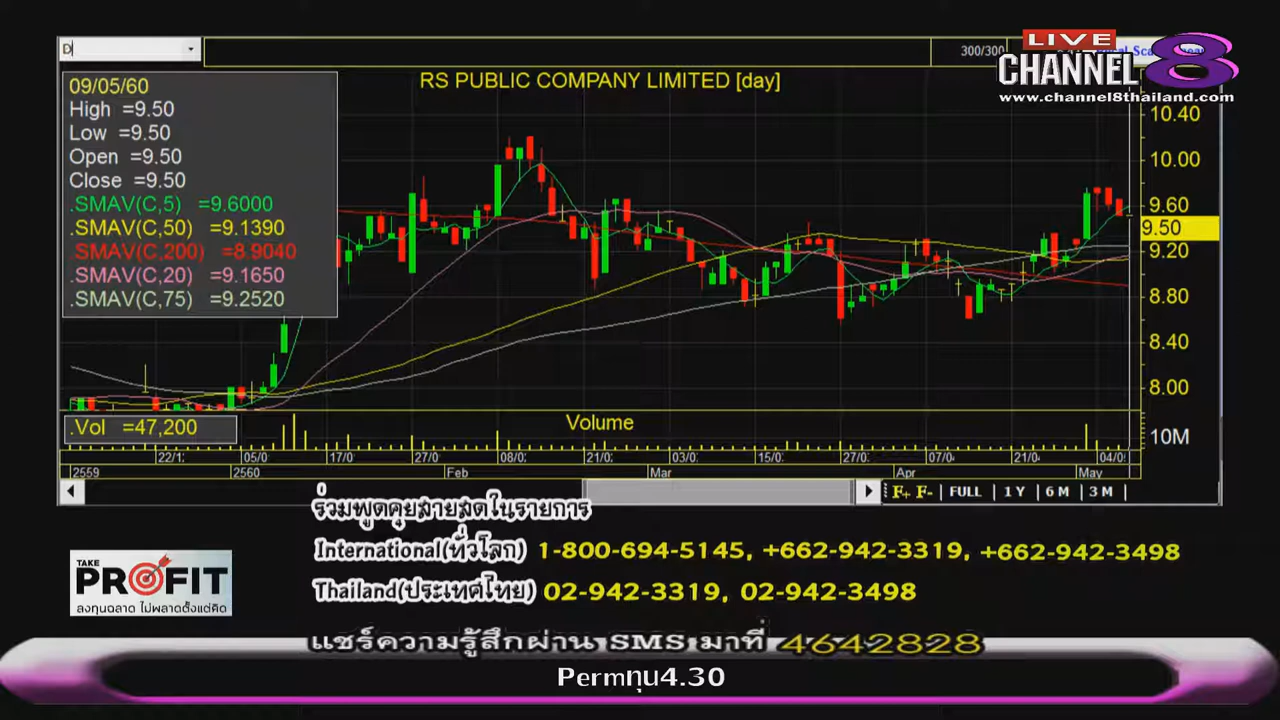 D
300/300
LIVE
CHANNEL 8
www.channel8thailand.com
RS PUBLIC COMPANY LIMITED [day]
09/05/60
High =9.50
Low =9.50
Open =9.50
Close =9.50
.SMAV(C,5) =9.6000
.SMAV(C,50) =9.1390
.SMAV(C,200) =8.9040
.SMAV(C,20) =9.1650
.SMAV(C,75) =9.2520
10.40
10.00
9.60
9.50
9.20
8.80
8.40
8.00
.Vol =47,200
Volume
10M
22/1: 05/0 17/0: 27/0 08/0: 21/0: 03/0: 15/0: 27/0: 07/0 21/0 04/0
2559 2560 Feb Mar Apr May
F+ F- FULL 1 Y 6 M 3 M
0
ร่วมพูดคุยสายสดในรายการ
International(ทั่วโลก) 1-800-694-5145, +662-942-3319, +662-942-3498
Thailand(ประเทศไทย) 02-942-3319, 02-942-3498
TAKE
PROFIT
ลงทุนฉลาด ไม่พลาดตั้งแต่คิด
แชร์ความรู้สึกผ่าน SMS มาที่ 4642828
Permทุน4.30